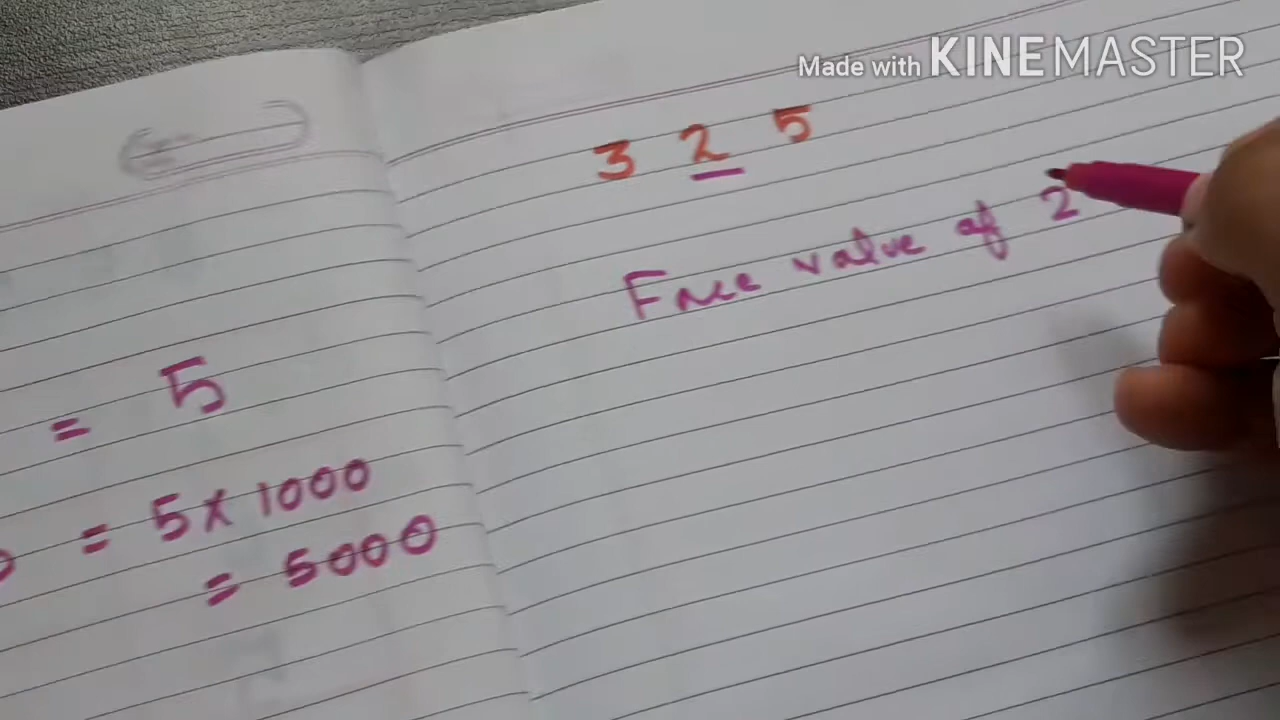 Made with KINEMASTER
= 5
= 5 x 1000
= 5000
3 2 5
Face value of 2